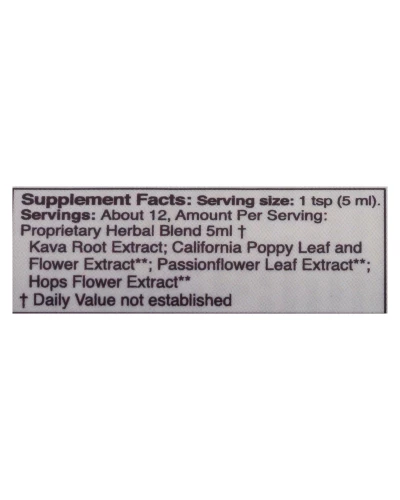 Supplement Facts: Serving size: 1 tsp (5 ml).
Servings: About 12, Amount Per Serving:
Proprietary Herbal Blend 5ml †
Kava Root Extract; California Poppy Leaf and
Flower Extract**; Passionflower Leaf Extract**;
Hops Flower Extract**
† Daily Value not established